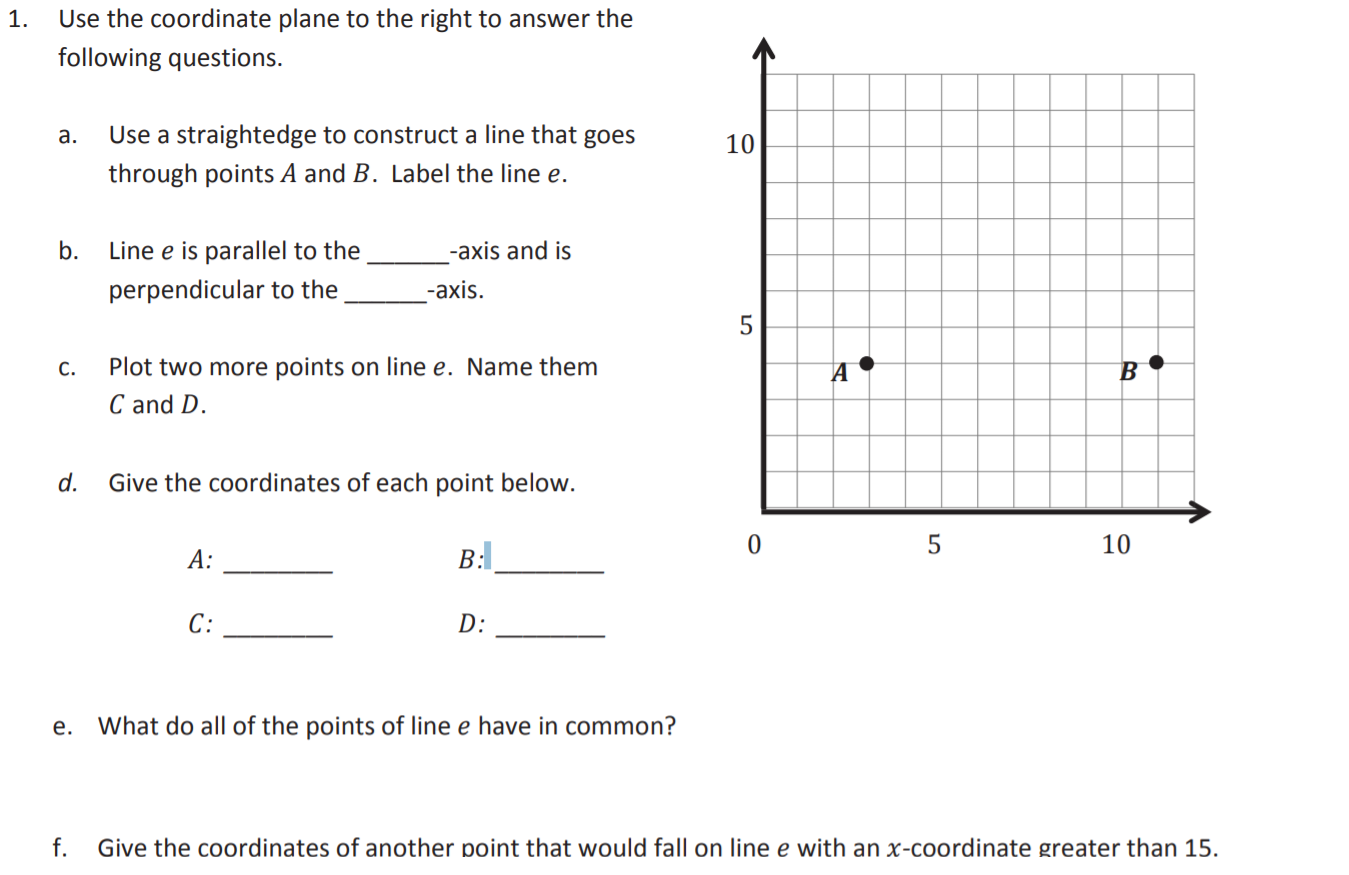 1. Use the coordinate plane to the right to answer the
following questions.
a. Use a straightedge to construct a line that goes
through points A and B. Label the line e.
b. Line e is parallel to the ______-axis and is
perpendicular to the ______-axis.
c. Plot two more points on line e. Name them
C and D.
d. Give the coordinates of each point below.
A: ________ B: ________
C: ________ D: ________
10
5
A B
0 5 10
e. What do all of the points of line e have in common?
f. Give the coordinates of another point that would fall on line e with an x-coordinate greater than 15.